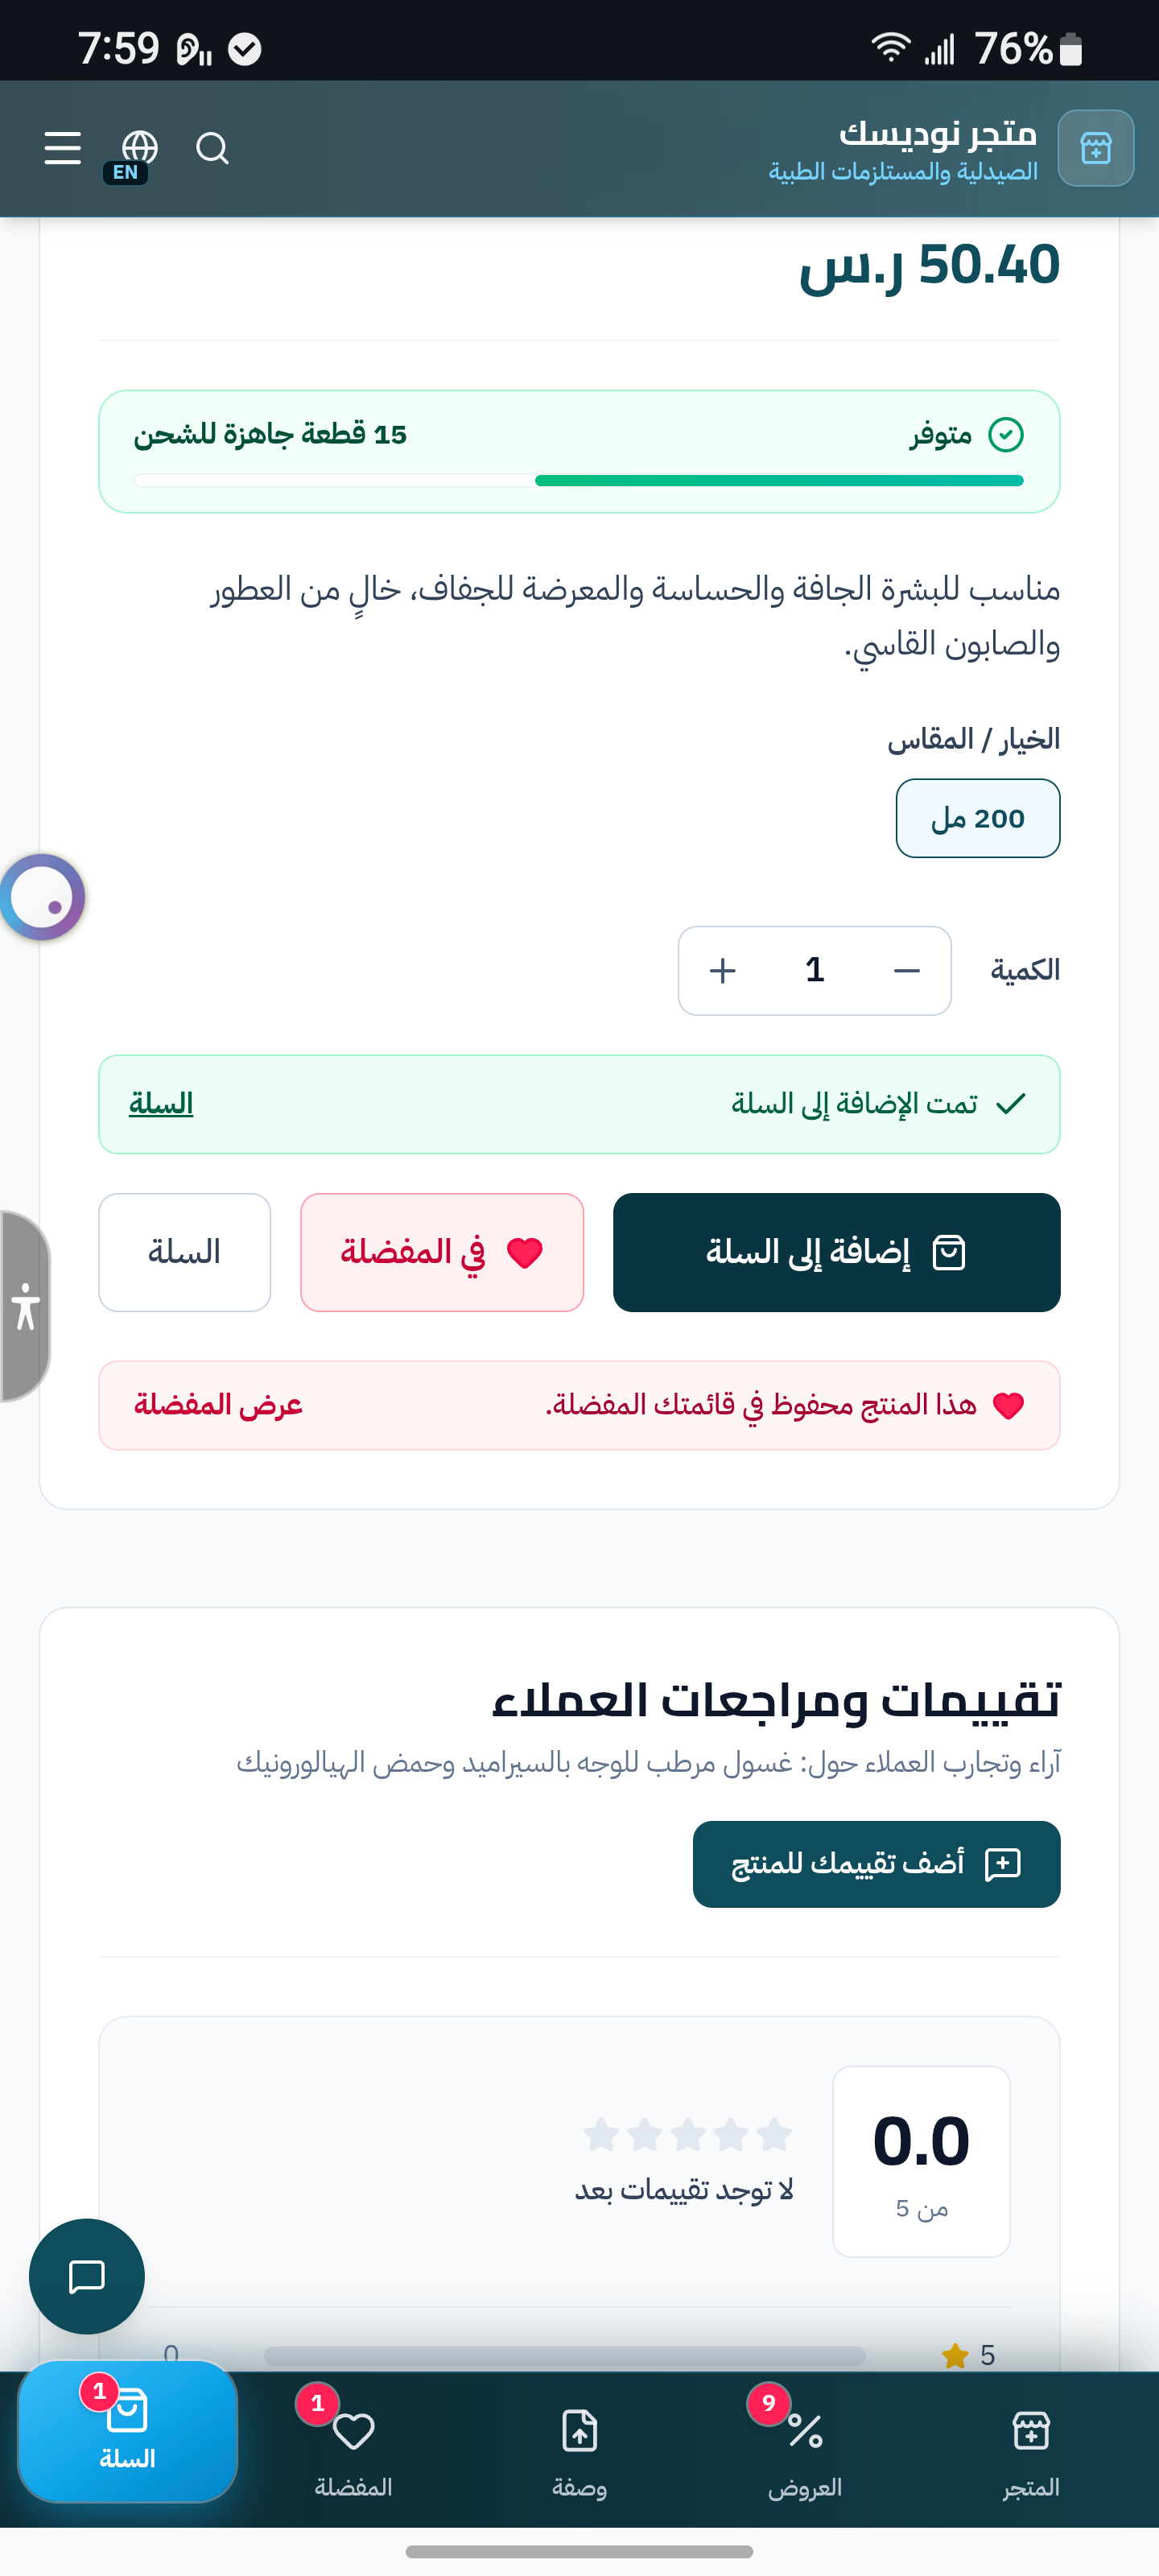 7:59
76%
متجر نوديسك
الصيدلية والمستلزمات الطبية
EN
50.40 ر.س
متوفر
15 قطعة جاهزة للشحن
مناسب للبشرة الجافة والحساسة والمعرضة للجفاف، خالٍ من العطور
والصابون القاسي.
الخيار / المقاس
200 مل
الكمية
1
تمت الإضافة إلى السلة
السلة
إضافة إلى السلة
في المفضلة
السلة
هذا المنتج محفوظ في قائمتك المفضلة.
عرض المفضلة
تقييمات ومراجعات العملاء
آراء وتجارب العملاء حول: غسول مرطب للوجه بالسيراميد وحمض الهيالورونيك
أضف تقييمك للمنتج
0.0
من 5
لا توجد تقييمات بعد
5
0
المتجر
9
العروض
وصفة
1
المفضلة
1
السلة